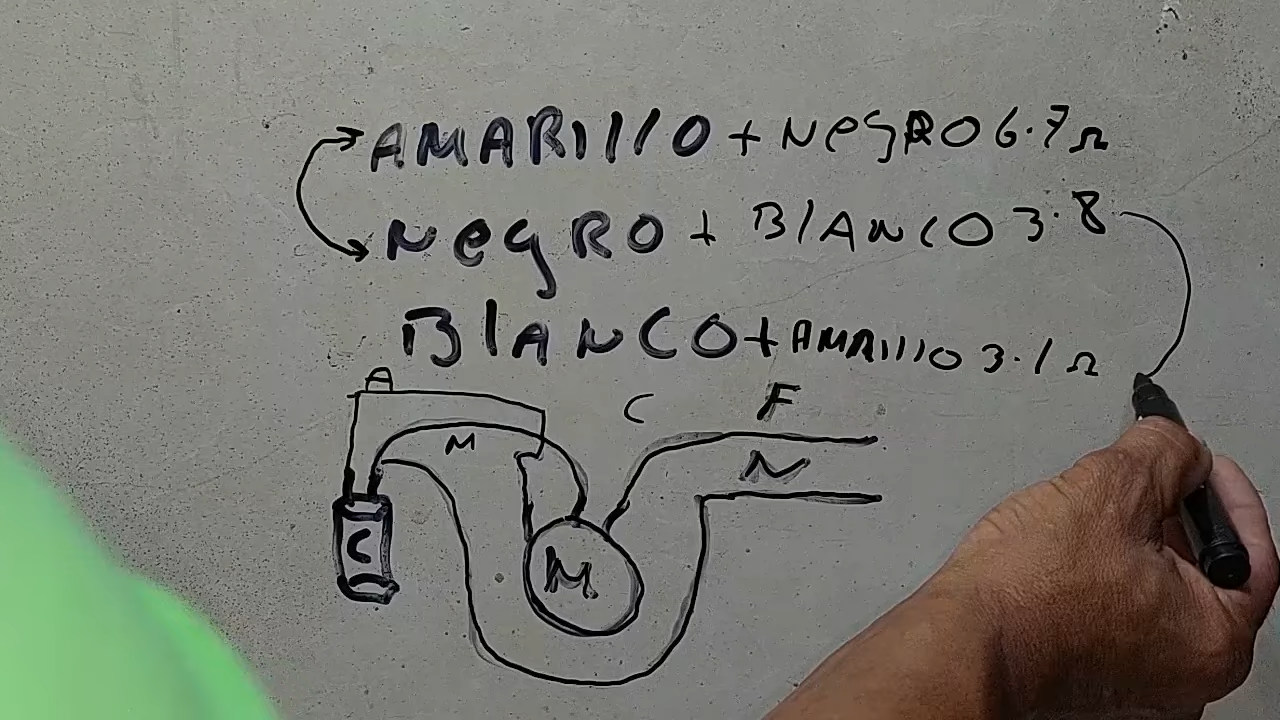 AMARIllO + NegRO 6.7Ω
NegRO + BlANCO 3.8
BlANCO + AMARIllO 3.1Ω
A
C F
M N
C M